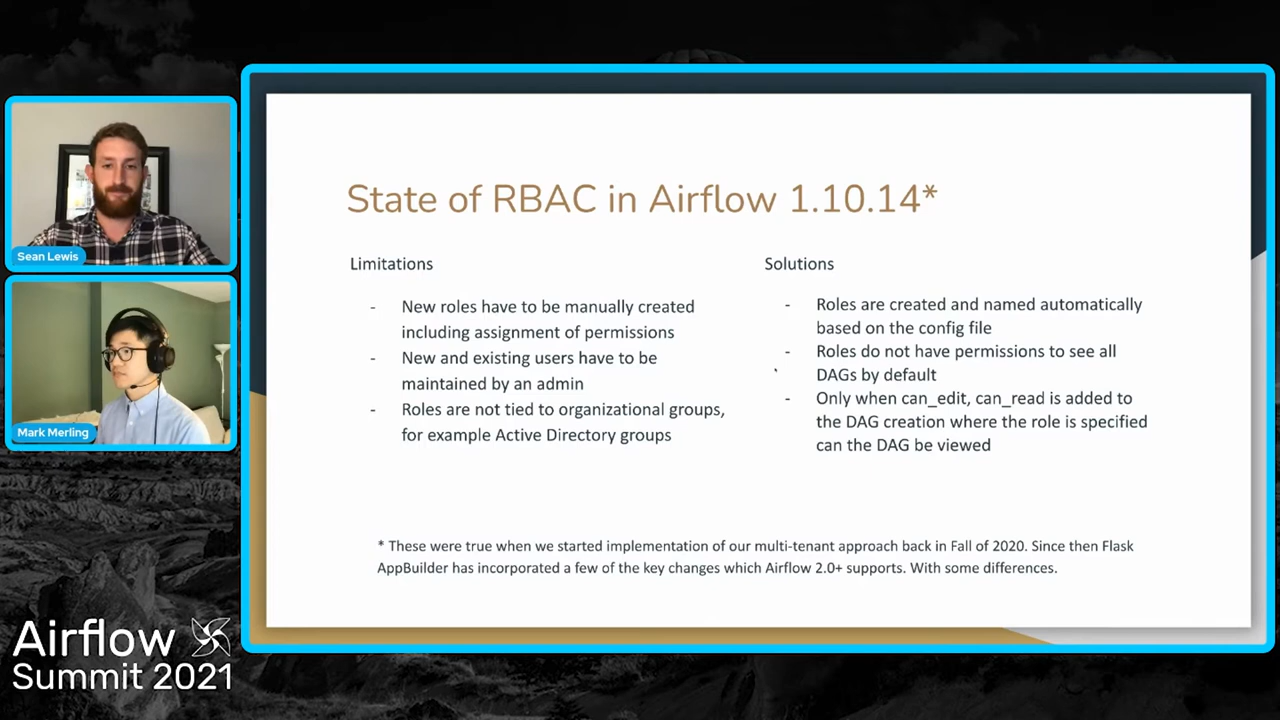 Sean Lewis
Mark Merling
Airflow
Summit 2021
State of RBAC in Airflow 1.10.14*
Limitations
- New roles have to be manually created
including assignment of permissions
- New and existing users have to be
maintained by an admin
- Roles are not tied to organizational groups,
for example Active Directory groups
Solutions
- Roles are created and named automatically
based on the config file
- Roles do not have permissions to see all
DAGs by default
- Only when can_edit, can_read is added to
the DAG creation where the role is specified
can the DAG be viewed
* These were true when we started implementation of our multi-tenant approach back in Fall of 2020. Since then Flask
AppBuilder has incorporated a few of the key changes which Airflow 2.0+ supports. With some differences.